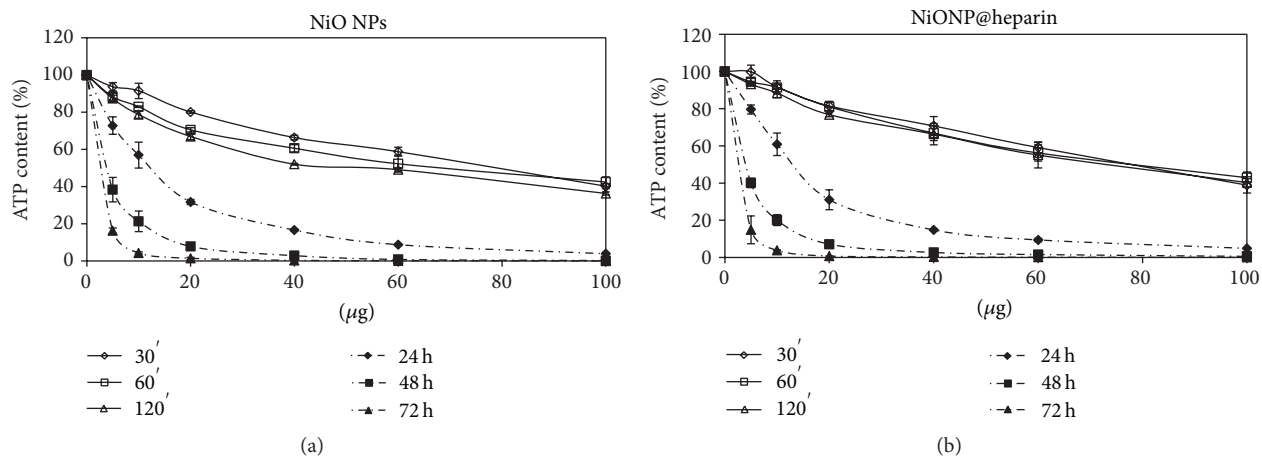 NiO NPs
120
100
80
60
40
20
0
ATP content (%)
0 20 40 60 80 100
(μg)
30′
60′
120′
24 h
48 h
72 h
(a)
NiONP@heparin
120
100
80
60
40
20
0
ATP content (%)
0 20 40 60 80 100
(μg)
30′
60′
120′
24 h
48 h
72 h
(b)